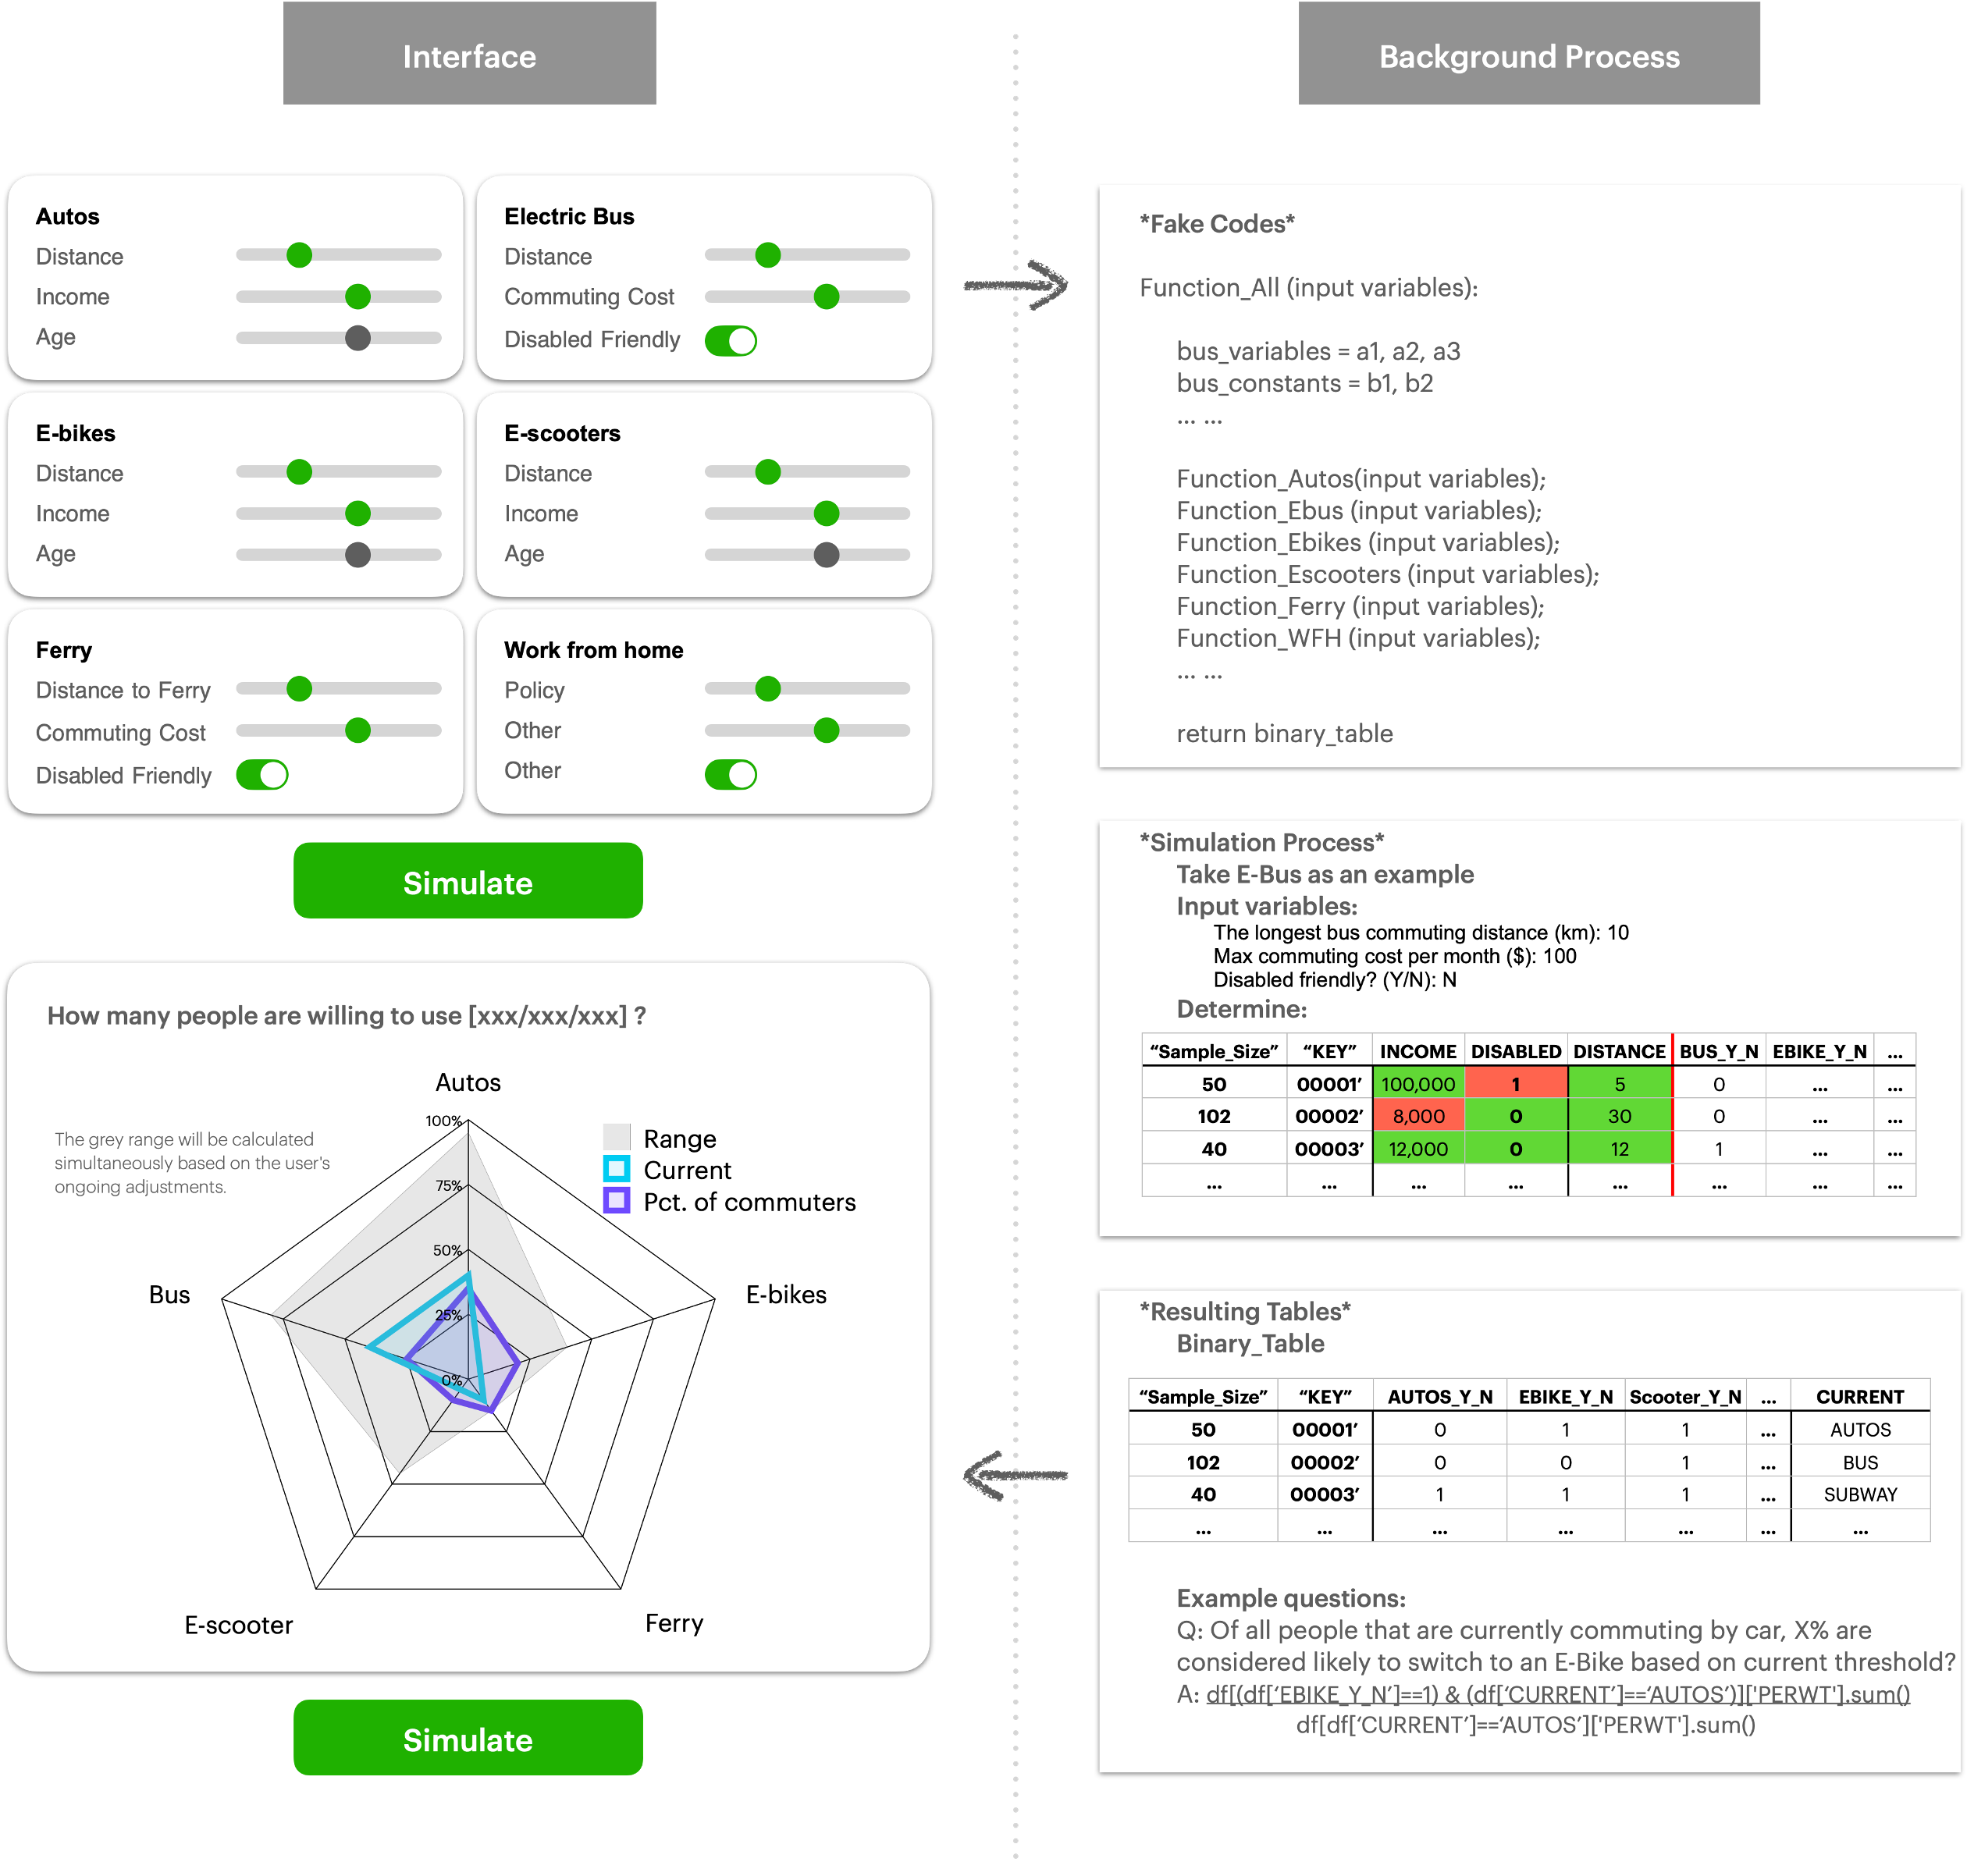 Interface
Background Process
Autos
Distance
Income
Age
Electric Bus
Distance
Commuting Cost
Disabled Friendly
E-bikes
Distance
Income
Age
E-scooters
Distance
Income
Age
Ferry
Distance to Ferry
Commuting Cost
Disabled Friendly
Work from home
Policy
Other
Other
Simulate
How many people are willing to use [xxx/xxx/xxx] ?
The grey range will be calculated
simultaneously based on the user's
ongoing adjustments.
Autos
100%
75%
50%
25%
0%
Range
Current
Pct. of commuters
Bus
E-bikes
E-scooter
Ferry
Simulate
*Fake Codes*
Function_All (input variables):
bus_variables = a1, a2, a3
bus_constants = b1, b2
... ...
Function_Autos(input variables);
Function_Ebus (input variables);
Function_Ebikes (input variables);
Function_Escooters (input variables);
Function_Ferry (input variables);
Function_WFH (input variables);
... ...
return binary_table
*Simulation Process*
Take E-Bus as an example
Input variables:
The longest bus commuting distance (km): 10
Max commuting cost per month ($): 100
Disabled friendly? (Y/N): N
Determine:
“Sample_Size” “KEY” INCOME DISABLED DISTANCE BUS_Y_N EBIKE_Y_N ...
50 00001’ 100,000 1 5 0 ... ...
102 00002’ 8,000 0 30 0 ... ...
40 00003’ 12,000 0 12 1 ... ...
... ... ... ... ... ... ... ...
*Resulting Tables*
Binary_Table
“Sample_Size” “KEY” AUTOS_Y_N EBIKE_Y_N Scooter_Y_N ... CURRENT
50 00001’ 0 1 1 ... AUTOS
102 00002’ 0 0 1 ... BUS
40 00003’ 1 1 1 ... SUBWAY
... ... ... ... ... ... ...
Example questions:
Q: Of all people that are currently commuting by car, X% are
considered likely to switch to an E-Bike based on current threshold?
A: df[(df[‘EBIKE_Y_N’]==1) & (df[‘CURRENT’]==‘AUTOS’)]['PERWT'].sum()
df[df[‘CURRENT’]==‘AUTOS’]['PERWT'].sum()